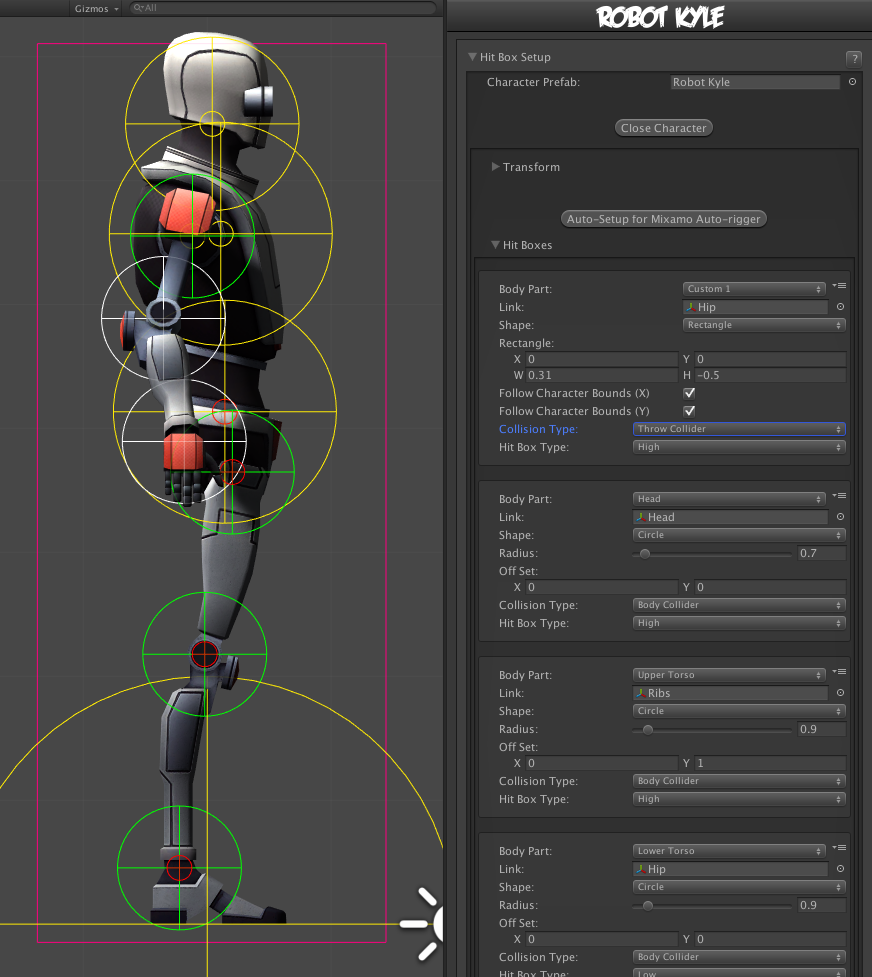 Gizmos
All
ROBOT KYLE
Hit Box Setup
?
Character Prefab: Robot Kyle
Close Character
Transform
Auto-Setup for Mixamo Auto-rigger
Hit Boxes
Body Part: Custom 1
Link: Hip
Shape: Rectangle
Rectangle:
X 0 Y 0
W 0.31 H -0.5
Follow Character Bounds (X)
Follow Character Bounds (Y)
Collision Type: Throw Collider
Hit Box Type: High
Body Part: Head
Link: Head
Shape: Circle
Radius: 0.7
Off Set:
X 0 Y 0
Collision Type: Body Collider
Hit Box Type: High
Body Part: Upper Torso
Link: Ribs
Shape: Circle
Radius: 0.9
Off Set:
X 0 Y 1
Collision Type: Body Collider
Hit Box Type: High
Body Part: Lower Torso
Link: Hip
Shape: Circle
Radius: 0.9
Off Set:
X 0 Y 0
Collision Type: Body Collider
Hit Box Type: Low